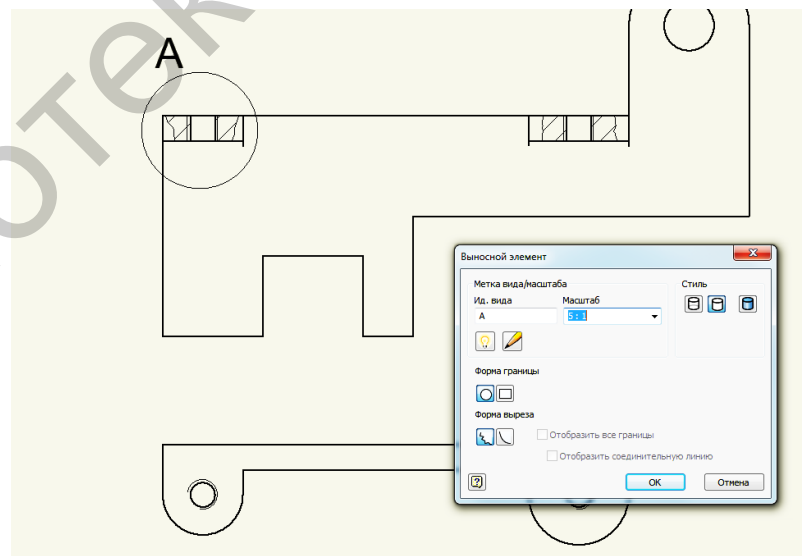 A
Выносной элемент
Метка вида/масштаба
Стиль
Ид. вида
Масштаб
A
5 : 1
Форма границы
Форма выреза
Отобразить все границы
Отобразить соединительную линию
OK
Отмена